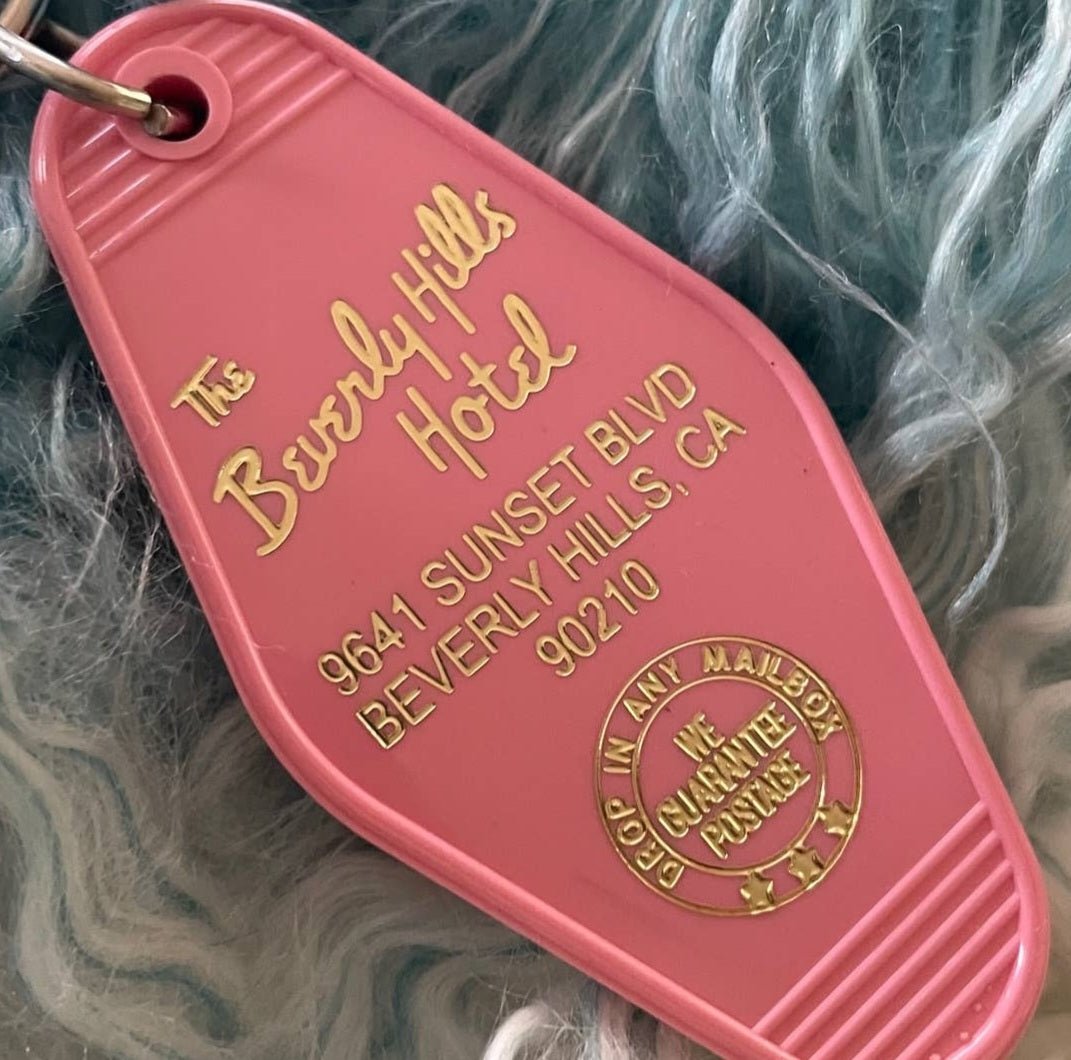 The
Beverly Hills
Hotel
9641 SUNSET BLVD
BEVERLY HILLS, CA
90210
DROP IN ANY MAILBOX
WE
GUARANTEE
POSTAGE